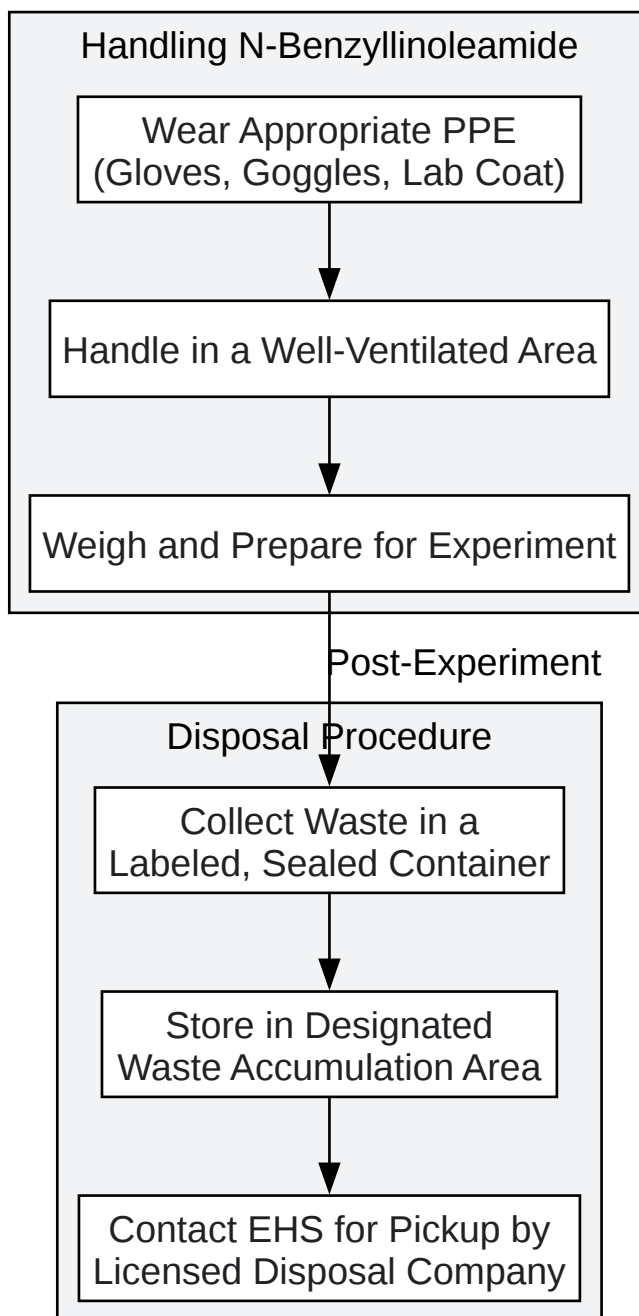 Handling N-Benzyllinoleamide
Wear Appropriate PPE
(Gloves, Goggles, Lab Coat)
Handle in a Well-Ventilated Area
Weigh and Prepare for Experiment
Post-Experiment
Disposal Procedure
Collect Waste in a
Labeled, Sealed Container
Store in Designated
Waste Accumulation Area
Contact EHS for Pickup by
Licensed Disposal Company